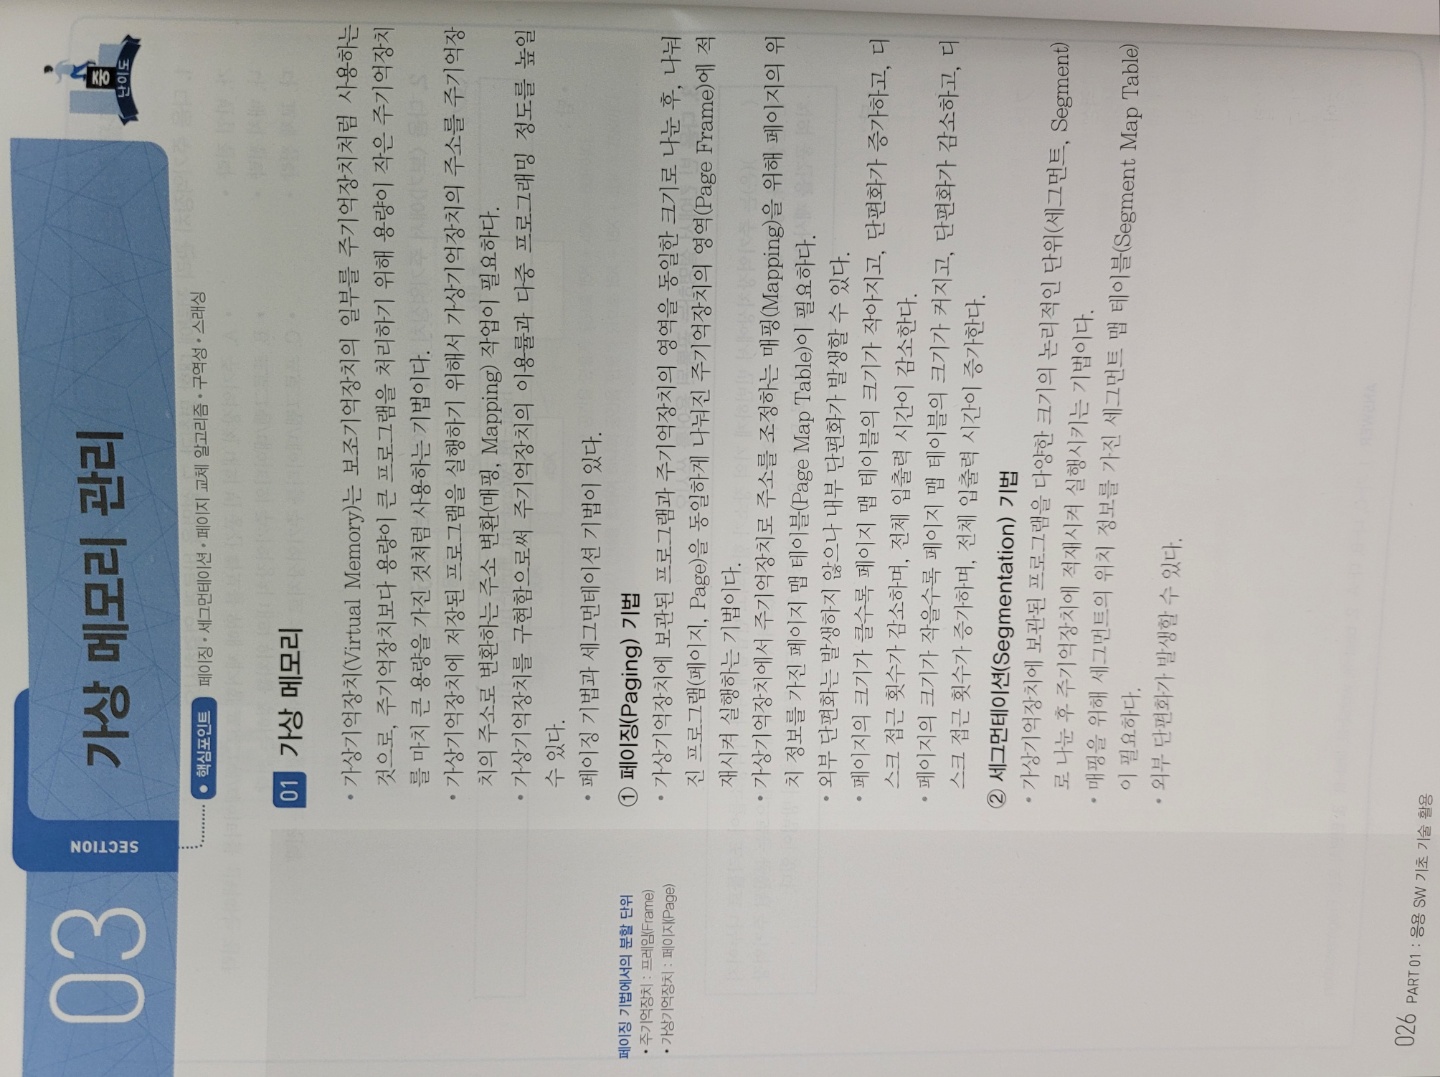 03
SECTION
가상 메모리 관리
중
난이도
핵심포인트 페이징 • 세그먼테이션 • 페이지 교체 알고리즘 • 구역성 • 스래싱
01 가상 메모리
• 가상기억장치(Virtual Memory)는 보조기억장치의 일부를 주기억장치처럼 사용하는
것으로, 주기억장치보다 용량이 큰 프로그램을 처리하기 위해 용량이 작은 주기억장치
를 마치 큰 용량을 가진 것처럼 사용하는 기법이다.
• 가상기억장치에 저장된 프로그램을 실행하기 위해서 가상기억장치의 주소를 주기억장
치의 주소로 변환하는 주소 변환(매핑, Mapping) 작업이 필요하다.
• 가상기억장치를 구현함으로써 주기억장치의 이용률과 다중 프로그래밍 정도를 높일
수 있다.
• 페이징 기법과 세그먼테이션 기법이 있다.
① 페이징(Paging) 기법
• 가상기억장치에 보관된 프로그램과 주기억장치의 영역을 동일한 크기로 나눈 후, 나눠
진 프로그램(페이지, Page)을 동일하게 나눠진 주기억장치의 영역(Page Frame)에 적
재시켜 실행하는 기법이다.
• 가상기억장치에서 주기억장치로 주소를 조정하는 매핑(Mapping)을 위해 페이지의 위
치 정보를 가진 페이지 맵 테이블(Page Map Table)이 필요하다.
• 외부 단편화는 발생하지 않으나 내부 단편화가 발생할 수 있다.
• 페이지의 크기가 클수록 페이지 맵 테이블의 크기가 작아지고, 단편화가 증가하고, 디
스크 접근 횟수가 감소하며, 전체 입출력 시간이 감소한다.
• 페이지의 크기가 작을수록 페이지 맵 테이블의 크기가 커지고, 단편화가 감소하고, 디
스크 접근 횟수가 증가하며, 전체 입출력 시간이 증가한다.
② 세그먼테이션(Segmentation) 기법
• 가상기억장치에 보관된 프로그램을 다양한 크기의 논리적인 단위(세그먼트, Segment)
로 나눈 후 주기억장치에 적재시켜 실행시키는 기법이다.
• 매핑을 위해 세그먼트의 위치 정보를 가진 세그먼트 맵 테이블(Segment Map Table)
이 필요하다.
• 외부 단편화가 발생할 수 있다.
페이징 기법에서의 분할 단위
• 주기억장치 : 프레임(Frame)
• 가상기억장치 : 페이지(Page)
026 PART 01 : 응용 SW 기초 기술 활용